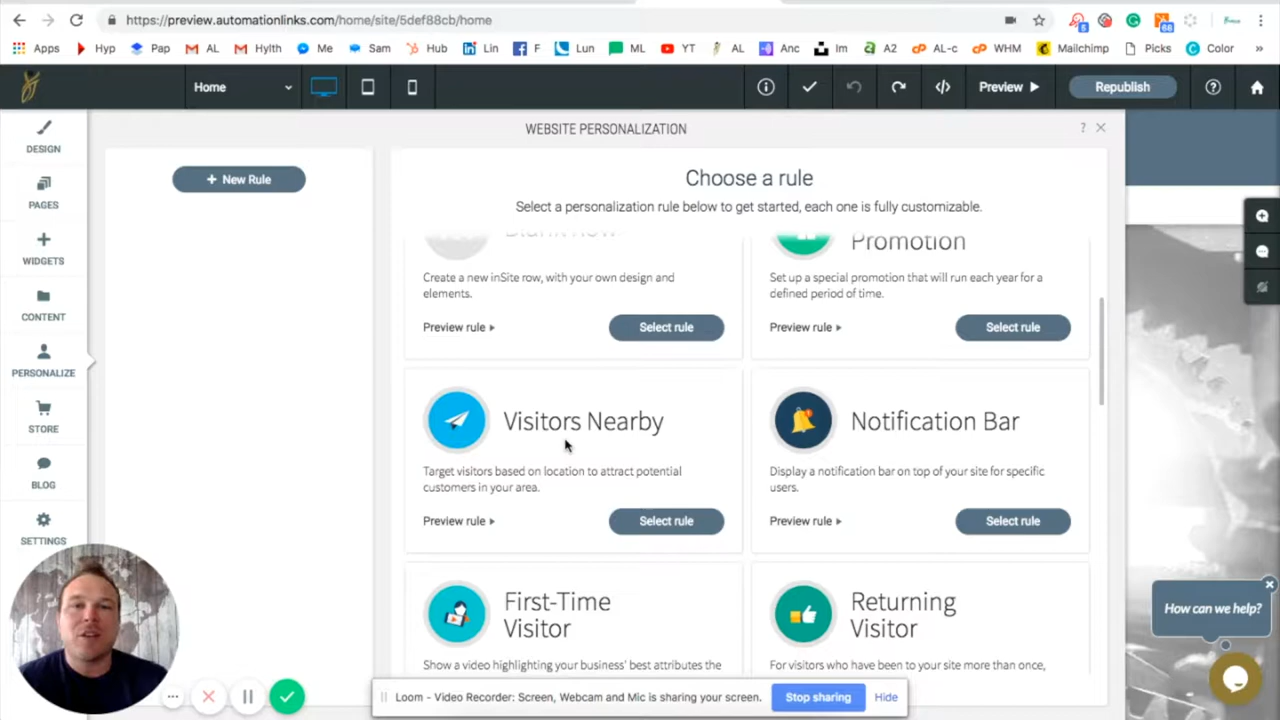 https://preview.automationlinks.com/home/site/5def88cb/home
5
68
Apps Hyp Pap AL Hylth Me Sam Hub Lin F Lun ML YT AL Anc Im A2 AL-c WHM Mailchimp Picks Color »
Home Preview Republish
DESIGN
PAGES
WIDGETS
CONTENT
PERSONALIZE
STORE
BLOG
SETTINGS
WEBSITE PERSONALIZATION
? ×
+ New Rule
Choose a rule
Select a personalization rule below to get started, each one is fully customizable.
Promotion
Create a new inSite row, with your own design and
elements.
Preview rule
Select rule
Set up a special promotion that will run each year for a
defined period of time.
Preview rule
Select rule
Visitors Nearby
Target visitors based on location to attract potential
customers in your area.
Preview rule
Select rule
Notification Bar
Display a notification bar on top of your site for specific
users.
Preview rule
Select rule
First-Time
Visitor
Show a video highlighting your business' best attributes the
Returning
Visitor
For visitors who have been to your site more than once,
How can we help?
Loom - Video Recorder: Screen, Webcam and Mic is sharing your screen. Stop sharing Hide